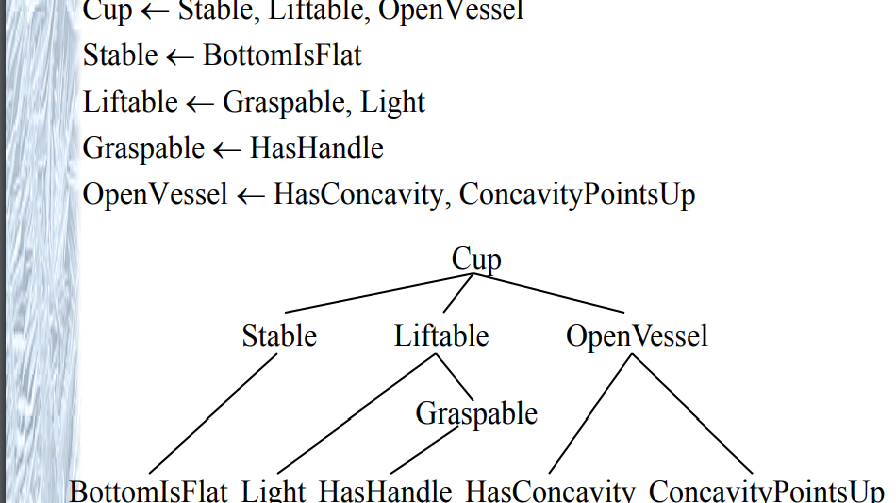 Cup ← Stable, Liftable, OpenVessel
Stable ← BottomIsFlat
Liftable ← Graspable, Light
Graspable ← HasHandle
OpenVessel ← HasConcavity, ConcavityPointsUp
Cup
Stable Liftable OpenVessel
Graspable
BottomIsFlat Light HasHandle HasConcavity ConcavityPointsUp